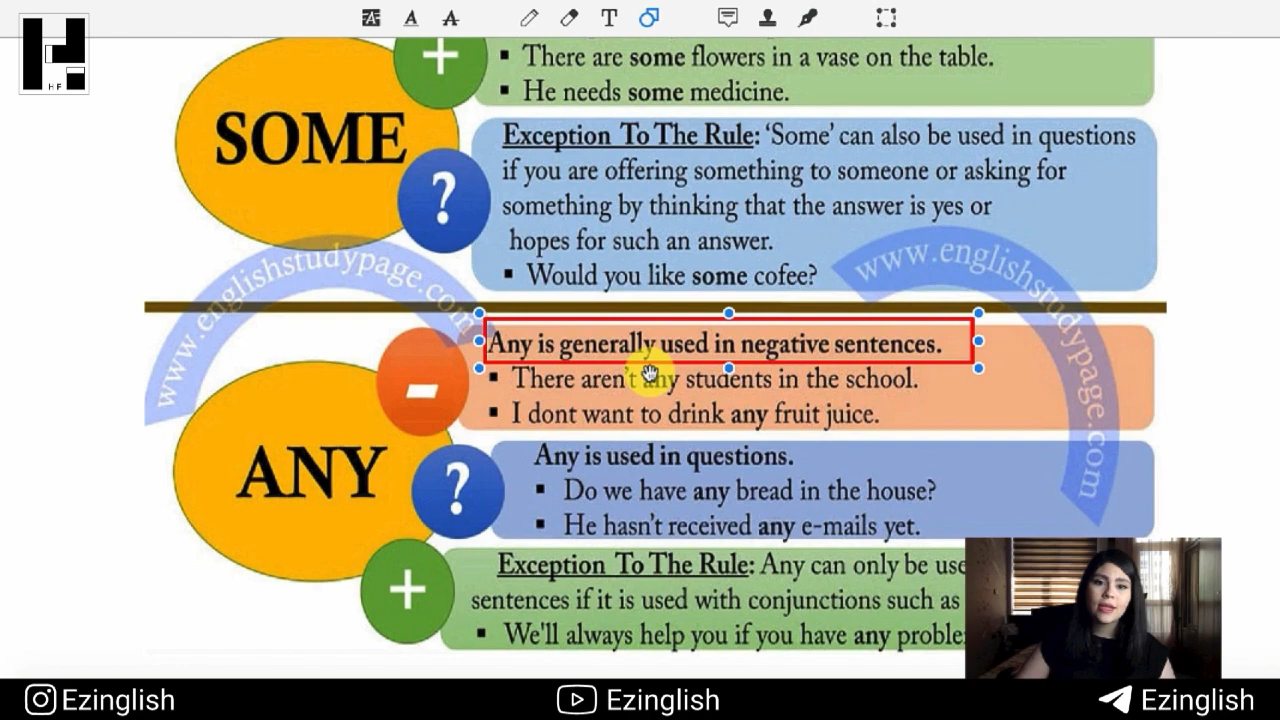 HF
There are some flowers in a vase on the table.
He needs some medicine.
SOME
Exception To The Rule: ‘Some’ can also be used in questions
if you are offering something to someone or asking for
something by thinking that the answer is yes or
hopes for such an answer.
Would you like some cofee?
www.englishstudypage.com
www.englishstudypage.com
Any is generally used in negative sentences.
There aren't any students in the school.
I dont want to drink any fruit juice.
ANY
Any is used in questions.
Do we have any bread in the house?
He hasn't received any e-mails yet.
Exception To The Rule: Any can only be use
sentences if it is used with conjunctions such as
We'll always help you if you have any proble
Ezinglish
Ezinglish
Ezinglish